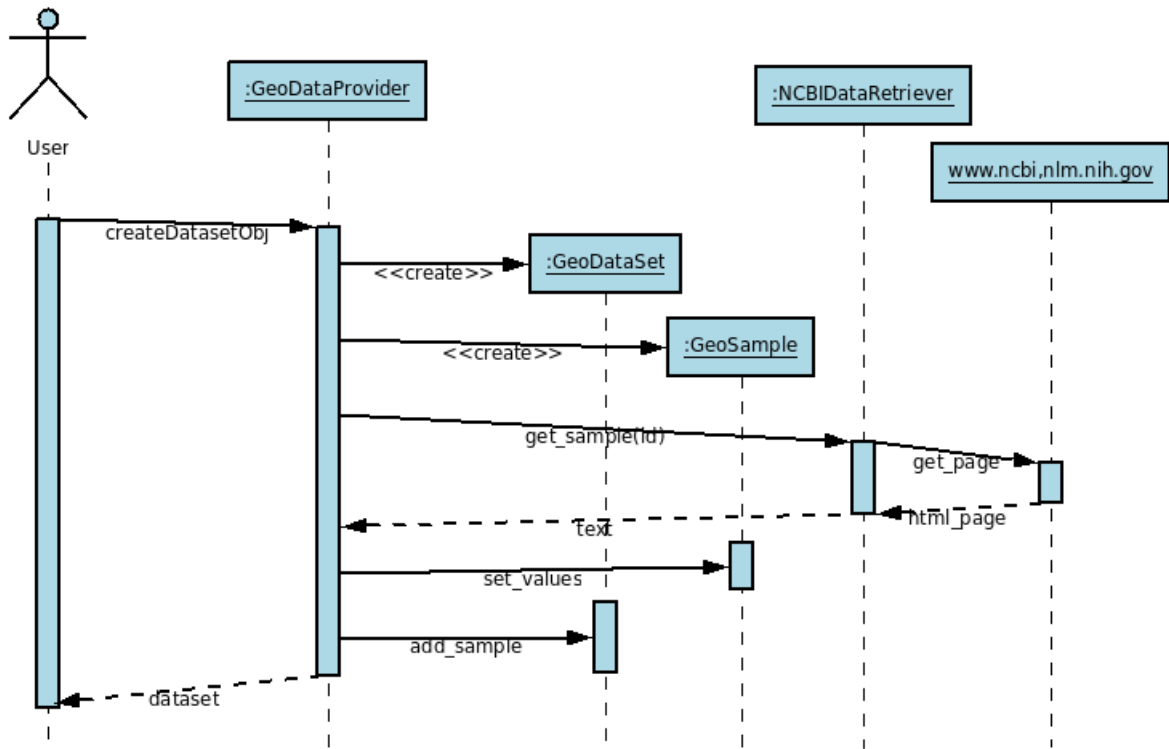 :GeoDataProvider
:NCBIDataRetriever
User
www.ncbi,nlm.nih.gov
createDatasetObj
<<create>>
:GeoDataSet
<<create>>
:GeoSample
get_sample(id)
get_page
html_page
text
set_values
add_sample
dataset